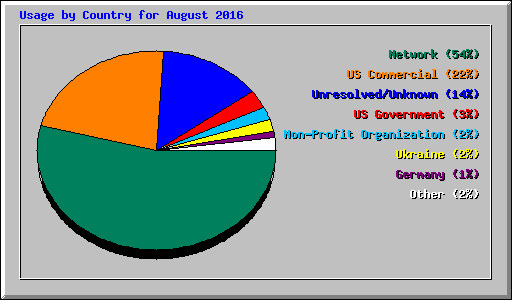 Usage by Country for August 2016
Network (54%)
US Commercial (22%)
Unresolved/Unknown (14%)
US Government (3%)
Non-Profit Organization (2%)
Ukraine (2%)
Germany (1%)
Other (2%)